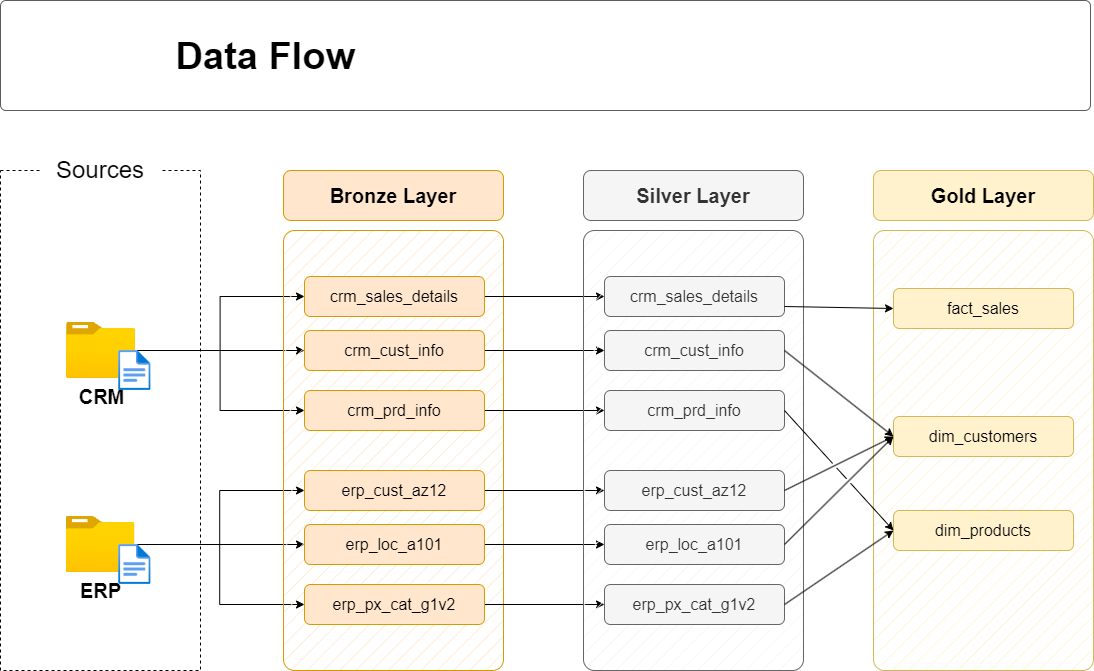 Data Flow
Sources
Bronze Layer
Silver Layer
Gold Layer
crm_sales_details
crm_sales_details
fact_sales
crm_cust_info
crm_cust_info
CRM
crm_prd_info
crm_prd_info
dim_customers
erp_cust_az12
erp_cust_az12
dim_products
erp_loc_a101
erp_loc_a101
ERP
erp_px_cat_g1v2
erp_px_cat_g1v2